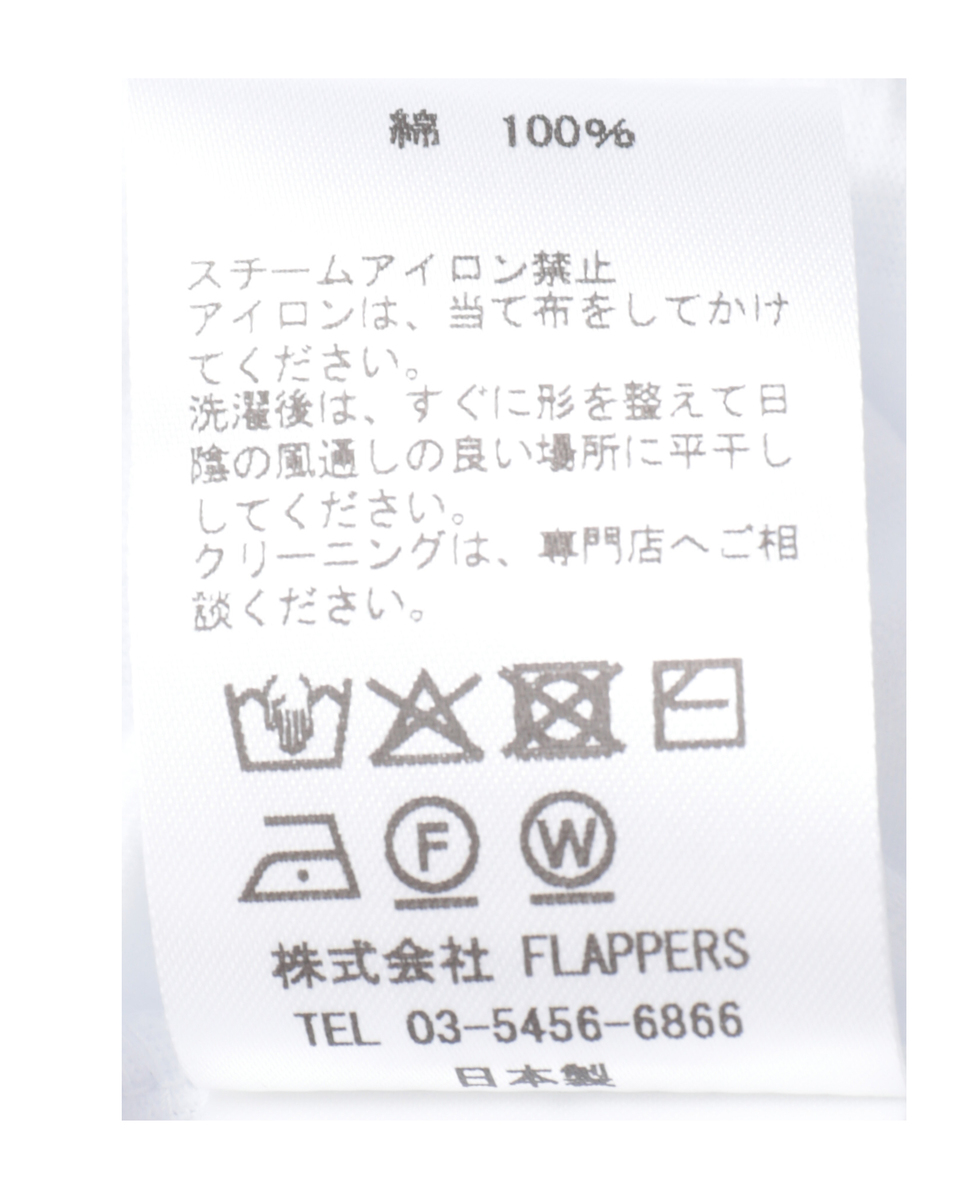 綿 100%
スチームアイロン禁止
アイロンは、当て布をしてかけ
てください。
洗濯後は、すぐに形を整えて日
陰の風通しの良い場所に平干し
してください。
クリーニングは、専門店へご相
談ください。
F W
株式会社 FLAPPERS
TEL 03-5456-6866
日本製